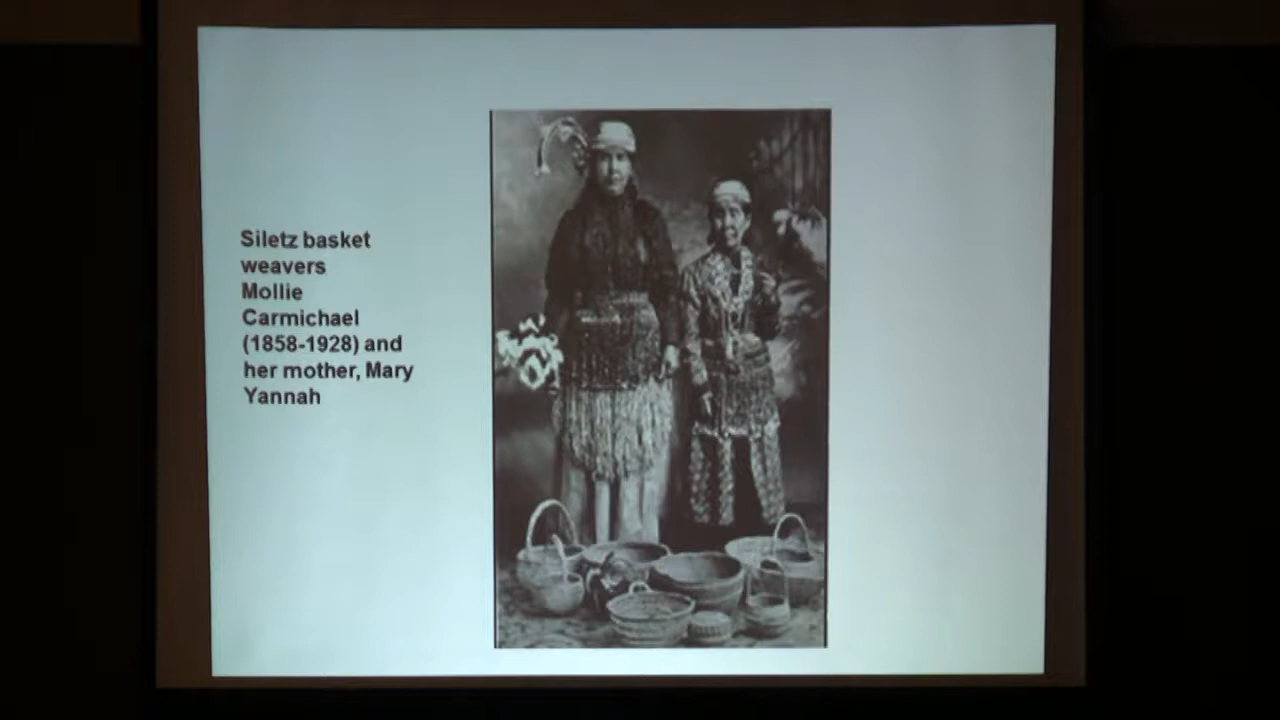 Siletz basket
weavers
Mollie
Carmichael
(1858-1928) and
her mother, Mary
Yannah